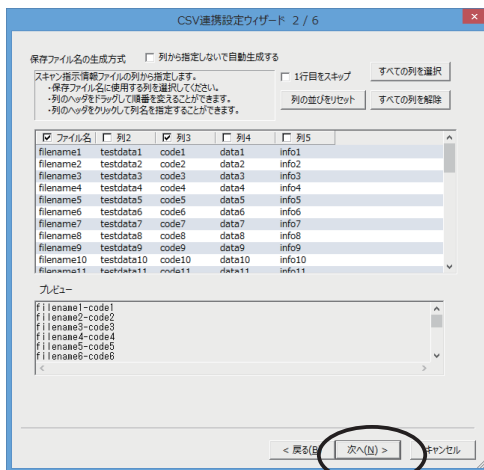 CSV連携設定ウィザード 2 / 6
×
保存ファイル名の生成方式 列から指定しないで自動生成する
スキャン指示情報ファイルの列から指定します。
・保存ファイル名に使用する列を選択してください。
・列のヘッダをドラッグして順番を変えることができます。
・列のヘッダをクリックして列名を指定することができます。
1行目をスキップ すべての列を選択
列の並びをリセット すべての列を解除
ファイル名 列2 列3 列4 列5
filename1 testdata1 code1 data1 info1
filename2 testdata2 code2 data2 info2
filename3 testdata3 code3 data3 info3
filename4 testdata4 code4 data4 info4
filename5 testdata5 code5 data5 info5
filename6 testdata6 code6 data6 info6
filename7 testdata7 code7 data7 info7
filename8 testdata8 code8 data8 info8
filename9 testdata9 code9 data9 info9
filename10 testdata10 code10 data10 info10
filename11 testdata11 code11 data11 info11
プレビュー
filename1-code1
filename2-code2
filename3-code3
filename4-code4
filename5-code5
filename6-code6
< 戻る(B 次へ(N) > キャンセル